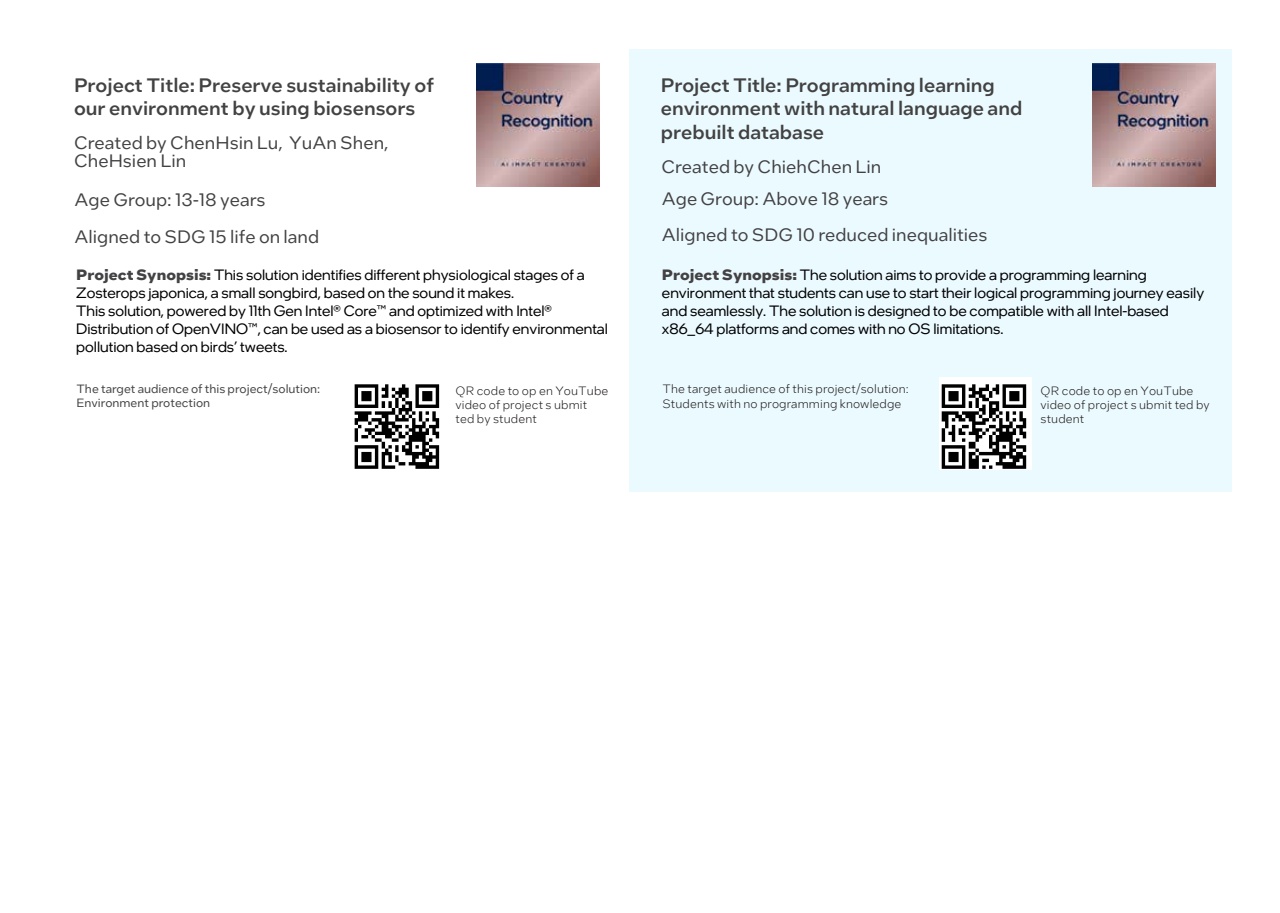 Project Title: Preserve sustainability of
our environment by using biosensors
Created by ChenHsin Lu, YuAn Shen,
CheHsien Lin
Age Group: 13-18 years
Aligned to SDG 15 life on land
Country
Recognition
AI IMPACT CREATORS
Project Synopsis: This solution identifies different physiological stages of a
Zosterops japonica, a small songbird, based on the sound it makes.
This solution, powered by 11th Gen Intel® Core™ and optimized with Intel®
Distribution of OpenVINO™, can be used as a biosensor to identify environmental
pollution based on birds' tweets.
The target audience of this project/solution:
Environment protection
QR code to op en YouTube
video of project s ubmit
ted by student
Project Title: Programming learning
environment with natural language and
prebuilt database
Created by ChiehChen Lin
Age Group: Above 18 years
Aligned to SDG 10 reduced inequalities
Country
Recognition
AI IMPACT CREATORS
Project Synopsis: The solution aims to provide a programming learning
environment that students can use to start their logical programming journey easily
and seamlessly. The solution is designed to be compatible with all Intel-based
x86_64 platforms and comes with no OS limitations.
The target audience of this project/solution:
Students with no programming knowledge
QR code to op en YouTube
video of project s ubmit ted by
student